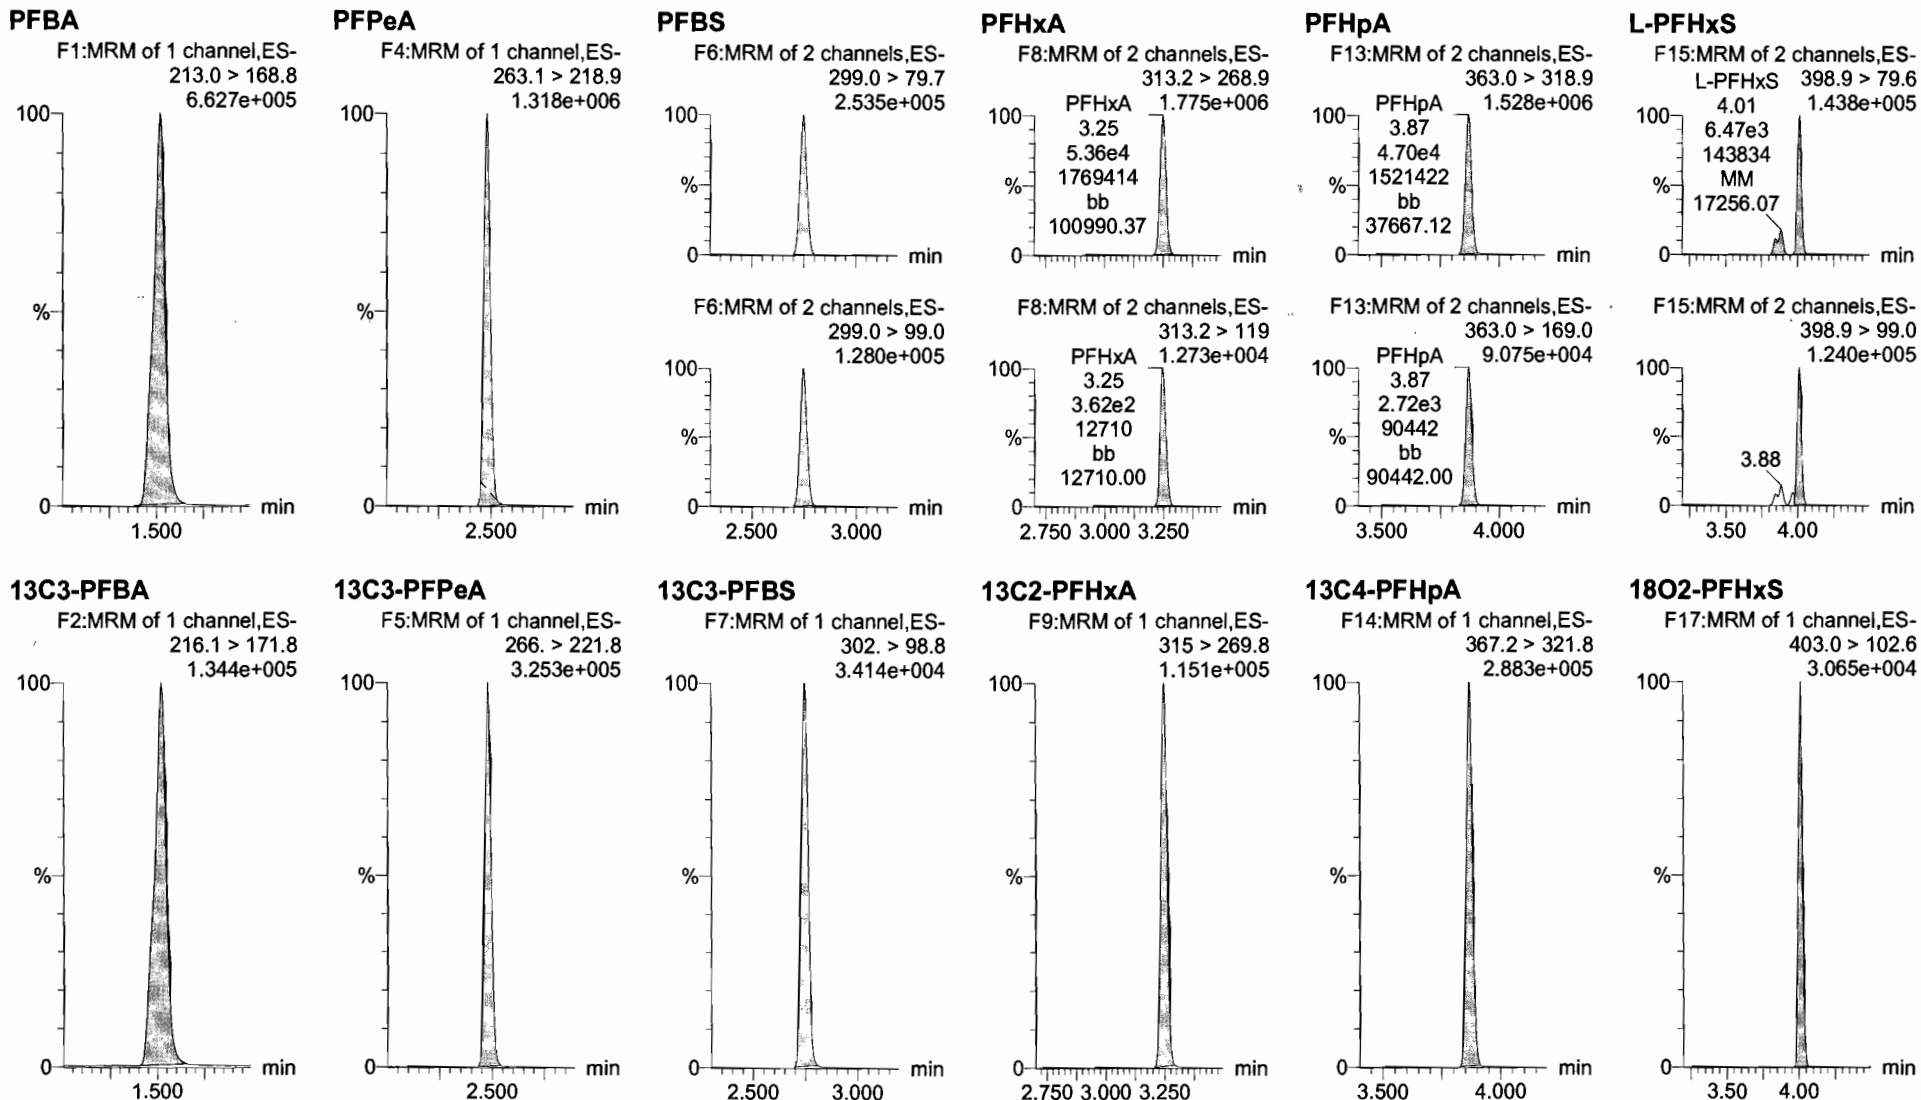 PFBA
F1:MRM of 1 channel,ES-
213.0 > 168.8
6.627e+005
100
%
0
min
1.500
PFPeA
F4:MRM of 1 channel,ES-
263.1 > 218.9
1.318e+006
100
%
0
min
2.500
PFBS
F6:MRM of 2 channels,ES-
299.0 > 79.7
2.535e+005
100
%
0
min
F6:MRM of 2 channels,ES-
299.0 > 99.0
1.280e+005
100
%
0
min
2.500 3.000
PFHxA
F8:MRM of 2 channels,ES-
313.2 > 268.9
1.775e+006
PFHxA
3.25
5.36e4
1769414
bb
100990.37
100
%
0
min
F8:MRM of 2 channels,ES-
313.2 > 119
1.273e+004
PFHxA
3.25
3.62e2
12710
bb
12710.00
100
%
0
min
2.750 3.000 3.250
PFHpA
F13:MRM of 2 channels,ES-
363.0 > 318.9
1.528e+006
PFHpA
3.87
4.70e4
1521422
bb
37667.12
100
%
0
min
F13:MRM of 2 channels,ES-
363.0 > 169.0
9.075e+004
PFHpA
3.87
2.72e3
90442
bb
90442.00
100
%
0
min
3.500 4.000
L-PFHxS
F15:MRM of 2 channels,ES-
398.9 > 79.6
1.438e+005
L-PFHxS
4.01
6.47e3
143834
MM
17256.07
100
%
0
min
F15:MRM of 2 channels,ES-
398.9 > 99.0
1.240e+005
100
3.88
%
0
min
3.50 4.00
13C3-PFBA
F2:MRM of 1 channel,ES-
216.1 > 171.8
1.344e+005
100
%
0
min
1.500
13C3-PFPeA
F5:MRM of 1 channel,ES-
266. > 221.8
3.253e+005
100
%
0
min
2.500
13C3-PFBS
F7:MRM of 1 channel,ES-
302. > 98.8
3.414e+004
100
%
0
min
2.500 3.000
13C2-PFHxA
F9:MRM of 1 channel,ES-
315 > 269.8
1.151e+005
100
%
0
min
2.750 3.000 3.250
13C4-PFHpA
F14:MRM of 1 channel,ES-
367.2 > 321.8
2.883e+005
100
%
0
min
3.500 4.000
18O2-PFHxS
F17:MRM of 1 channel,ES-
403.0 > 102.6
3.065e+004
100
%
0
min
3.50 4.00